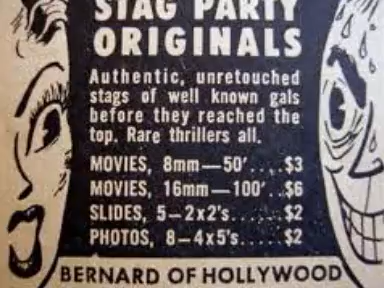 STAG PARTY
ORIGINALS
Authentic, unretouched
stags of well known gals
before they reached the
top. Rare thrillers all.
MOVIES, 8mm—50'....$3
MOVIES, 16mm—100'..$6
SLIDES, 5—2x2's......$2
PHOTOS, 8—4x5's.....$2
BERNARD OF HOLLYWOOD